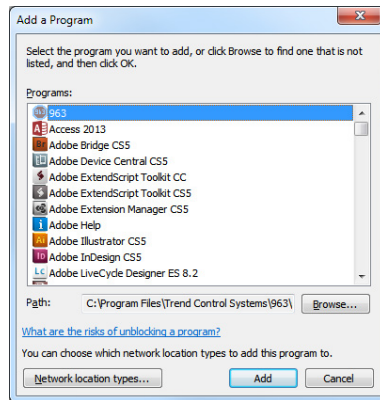 Add a Program
Select the program you want to add, or click Browse to find one that is not
listed, and then click OK.
Programs:
963
Access 2013
Adobe Bridge CS5
Adobe Device Central CS5
Adobe ExtendScript Toolkit CC
Adobe ExtendScript Toolkit CS5
Adobe Extension Manager CS5
Adobe Help
Adobe Illustrator CS5
Adobe InDesign CS5
Adobe LiveCycle Designer ES 8.2
Path: C:\Program Files\Trend Control Systems\963\ Browse...
What are the risks of unblocking a program?
You can choose which network location types to add this program to.
Network location types... Add Cancel